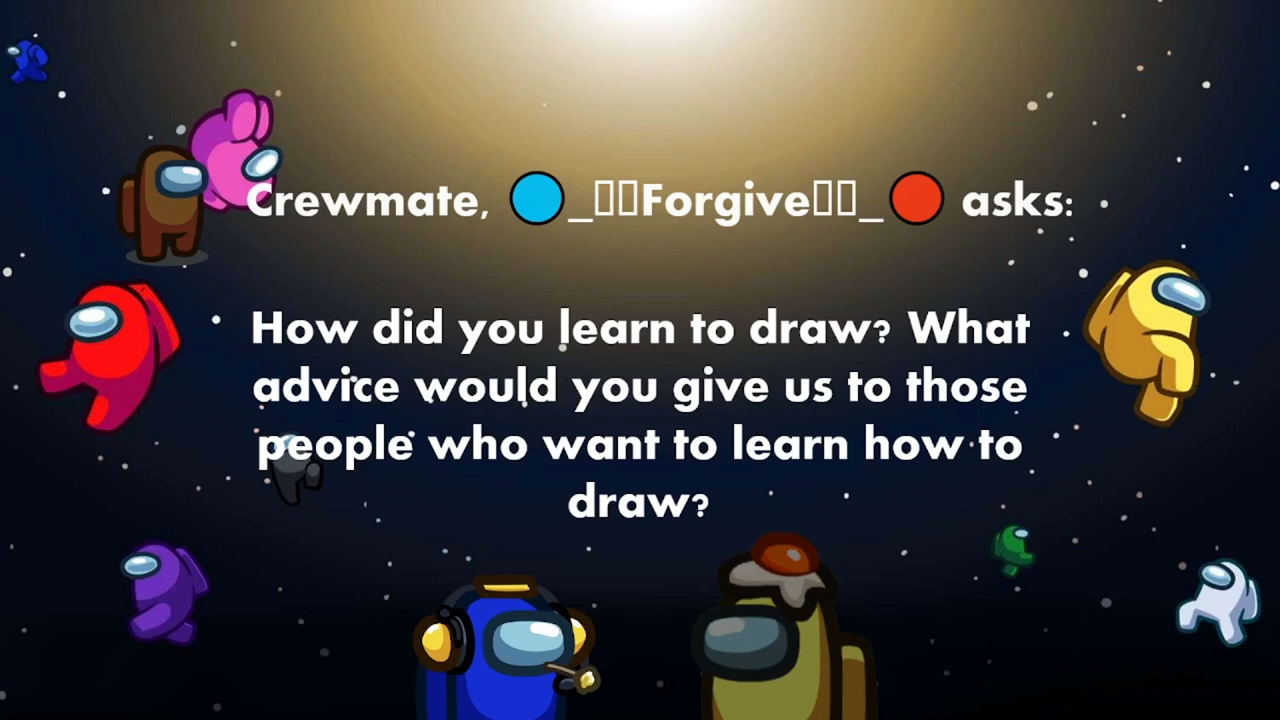 Crewmate, 🔵_▯▯Forgive▯▯_🔴 asks:
How did you learn to draw? What
advice would you give us to those
people who want to learn how to
draw?